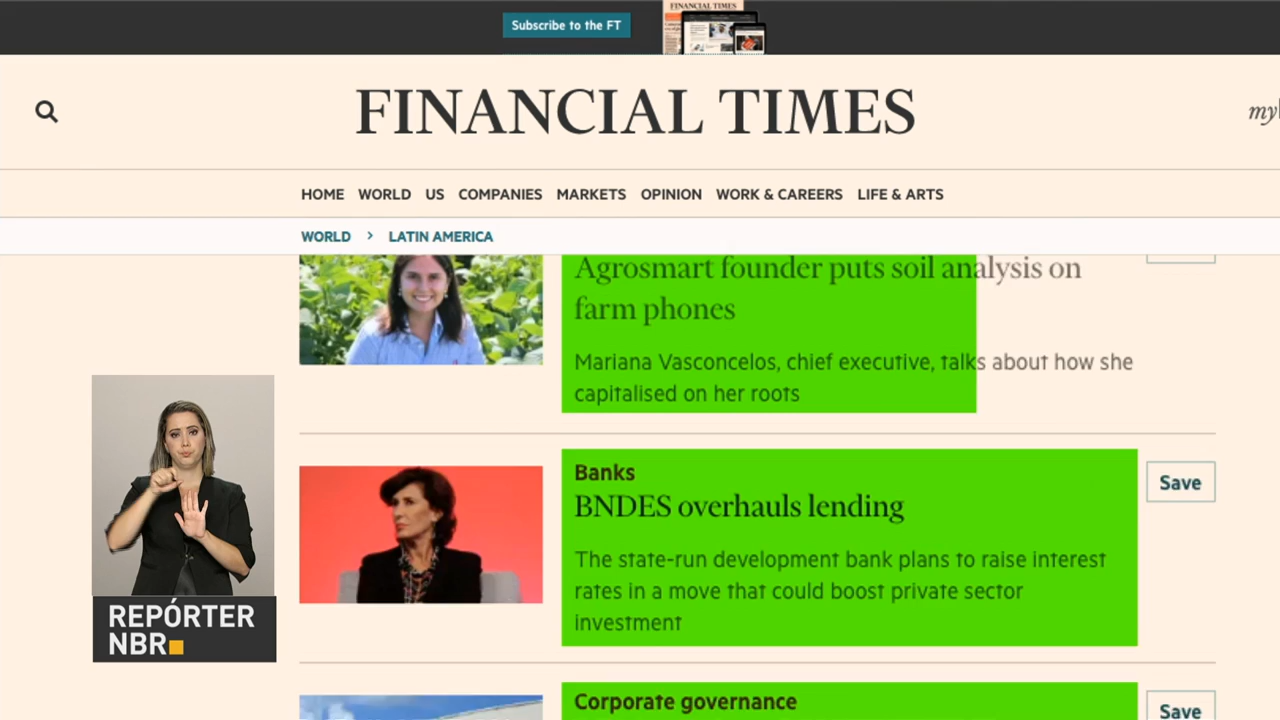 Subscribe to the FT
FINANCIAL TIMES
FINANCIAL TIMES
HOME WORLD US COMPANIES MARKETS OPINION WORK & CAREERS LIFE & ARTS
WORLD > LATIN AMERICA
Agrosmart founder puts soil analysis on
farm phones
Mariana Vasconcelos, chief executive, talks about how she
capitalised on her roots
Banks
BNDES overhauls lending
Save
The state-run development bank plans to raise interest
rates in a move that could boost private sector
investment
REPÓRTER
NBR
Corporate governance
Save